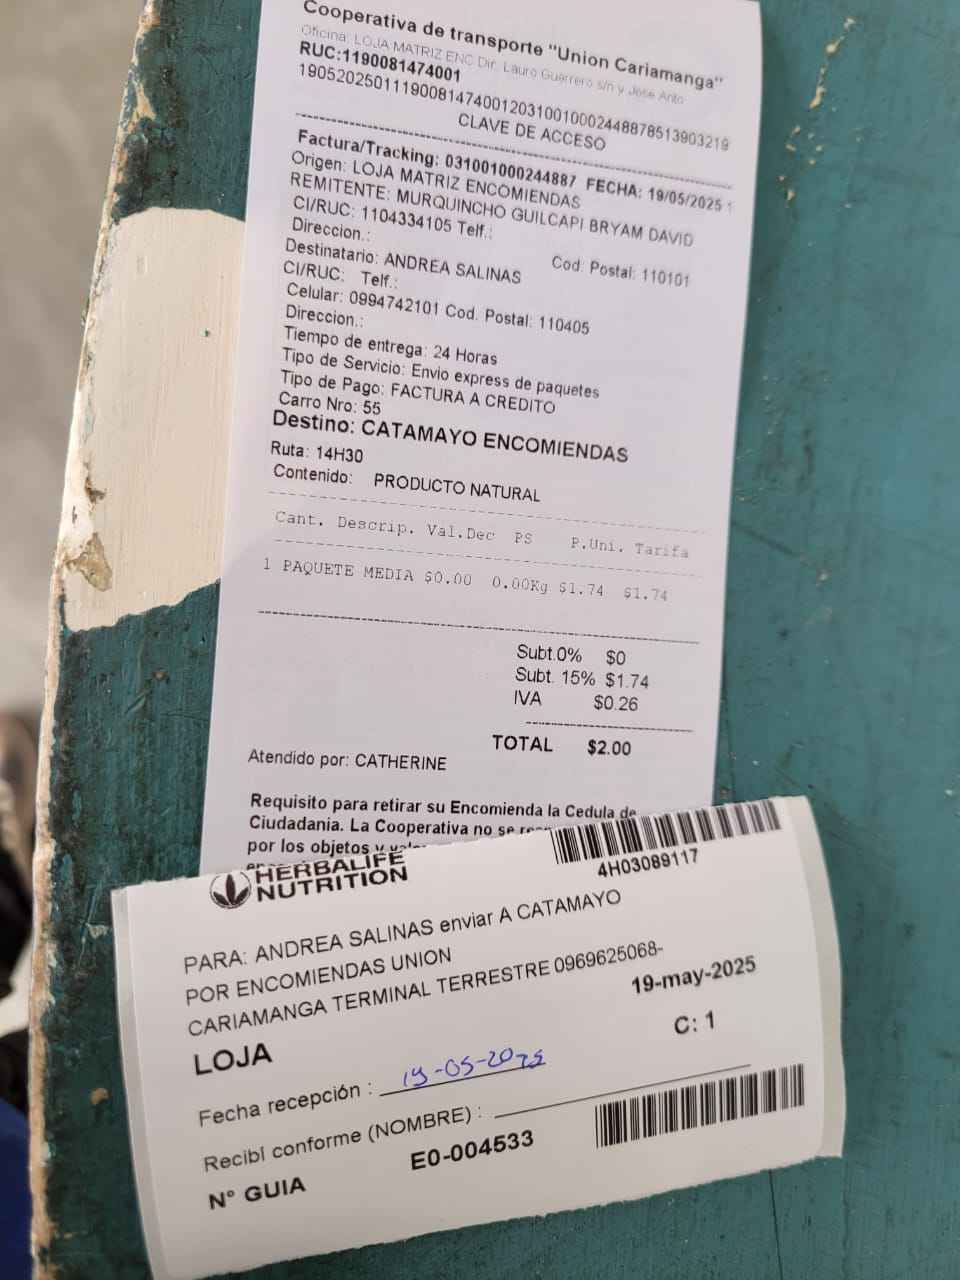 Cooperativa de transporte "Union Cariamanga"
Oficina: LOJA MATRIZ ENC Dir. Lauro Guerrero s/n y Jose Anto
RUC:1190081474001
1905202501119008147400120310010002448878513903219
CLAVE DE ACCESO
Factura/Tracking: 031001000244887 FECHA: 19/05/2025 1
Origen: LOJA MATRIZ ENCOMIENDAS
REMITENTE: MURQUINCHO GUILCAPI BRYAM DAVID
CI/RUC: 1104334105 Telf.:
Direccion.: Cod. Postal: 110101
Destinatario: ANDREA SALINAS
CI/RUC: Telf.:
Celular: 0994742101 Cod. Postal: 110405
Direccion.:
Tiempo de entrega: 24 Horas
Tipo de Servicio: Envio express de paquetes
Tipo de Pago: FACTURA A CREDITO
Carro Nro: 55
Destino: CATAMAYO ENCOMIENDAS
Ruta: 14H30
Contenido: PRODUCTO NATURAL
Cant. Descrip. Val.Dec PS P.Uni. Tarifa
1 PAQUETE MEDIA $0.00 0.00Kg $1.74 $1.74
Subt.0% $0
Subt. 15% $1.74
IVA $0.26
TOTAL $2.00
Atendido por: CATHERINE
Requisito para retirar su Encomienda la Cedula de
Ciudadania. La Cooperativa no se
por los objetos y
HERBALIFE
NUTRITION
4H03089117
PARA: ANDREA SALINAS enviar A CATAMAYO
POR ENCOMIENDAS UNION
CARIAMANGA TERMINAL TERRESTRE 0969625068-
19-may-2025
LOJA
C: 1
Fecha recepción : 19-05-2025
Recibí conforme (NOMBRE) :
N° GUIA E0-004533